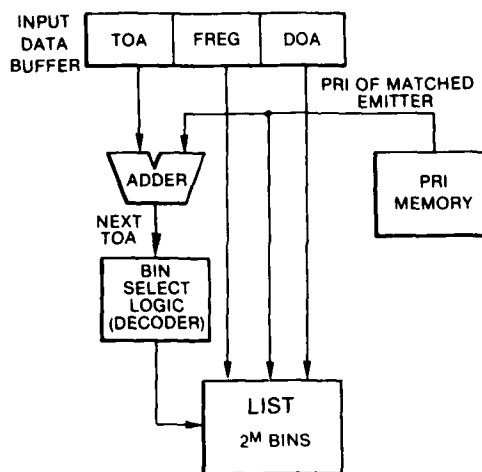 INPUT
DATA
BUFFER
TOA
FREG
DOA
PRI OF MATCHED
EMITTER
ADDER
PRI
MEMORY
NEXT
TOA
BIN
SELECT
LOGIC
(DECODER)
LIST
2ᴹ BINS